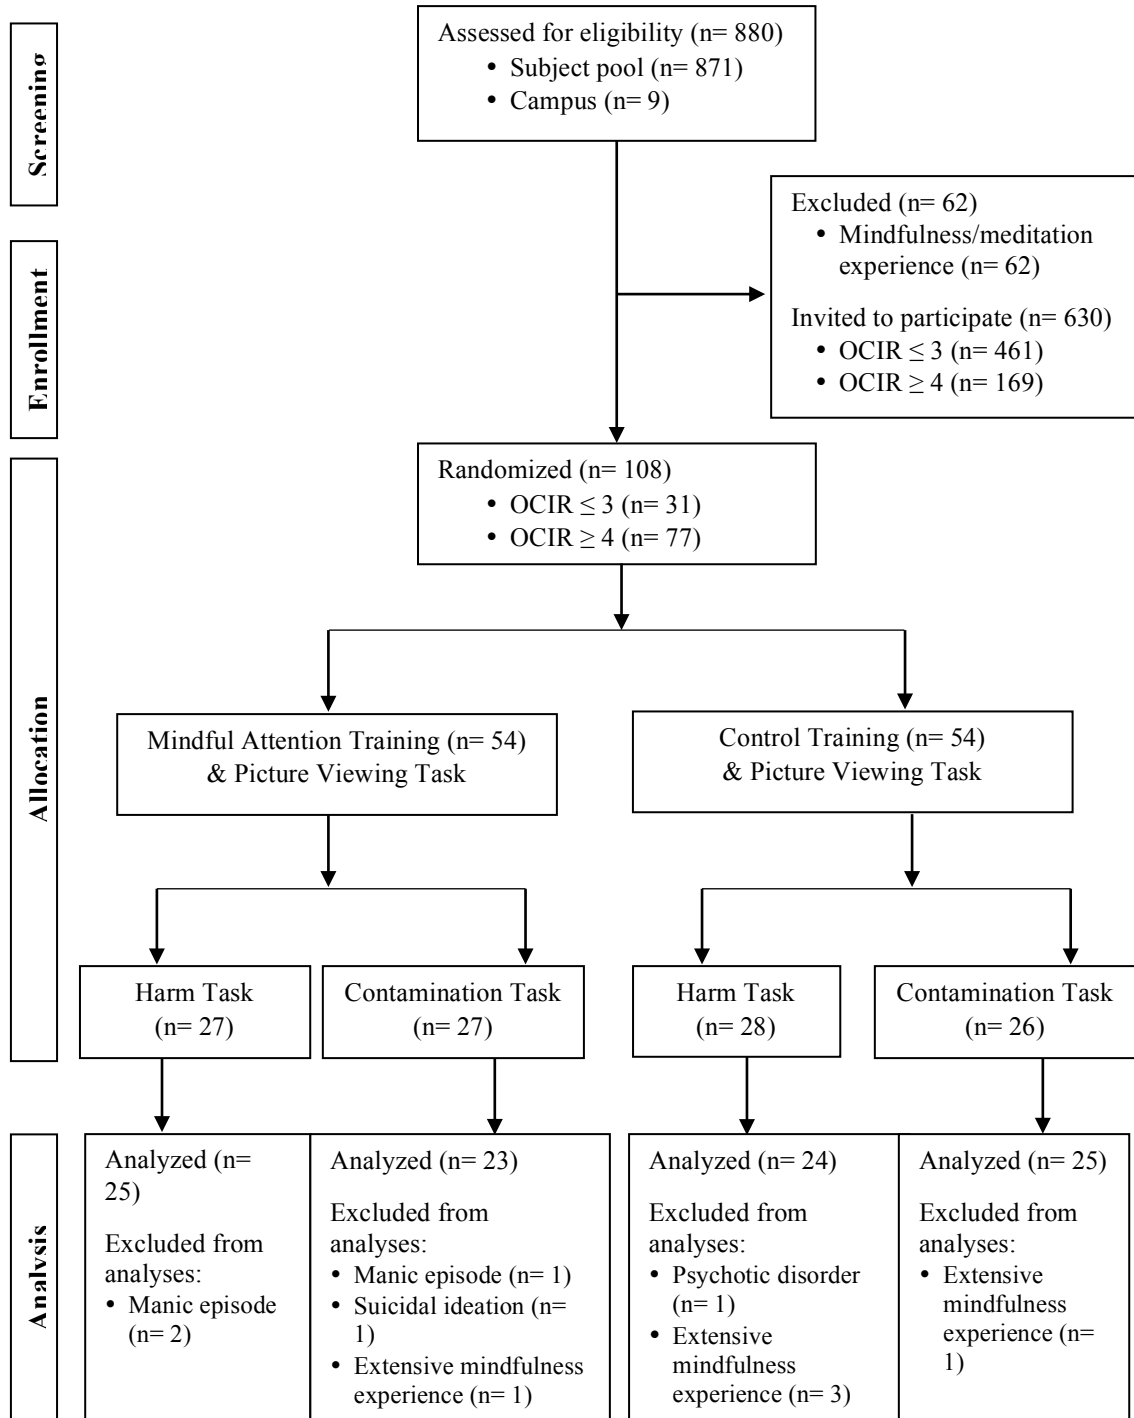 Screening
Assessed for eligibility (n= 880)
• Subject pool (n= 871)
• Campus (n= 9)
Enrollment
Excluded (n= 62)
• Mindfulness/meditation
experience (n= 62)
Invited to participate (n= 630)
• OCIR ≤ 3 (n= 461)
• OCIR ≥ 4 (n= 169)
Allocation
Randomized (n= 108)
• OCIR ≤ 3 (n= 31)
• OCIR ≥ 4 (n= 77)
Mindful Attention Training (n= 54)
& Picture Viewing Task
Control Training (n= 54)
& Picture Viewing Task
Harm Task
(n= 27)
Contamination Task
(n= 27)
Harm Task
(n= 28)
Contamination Task
(n= 26)
Analysis
Analyzed (n=
25)
Excluded from
analyses:
• Manic episode
(n= 2)
Analyzed (n= 23)
Excluded from
analyses:
• Manic episode (n= 1)
• Suicidal ideation (n=
1)
• Extensive mindfulness
experience (n= 1)
Analyzed (n= 24)
Excluded from
analyses:
• Psychotic disorder
(n= 1)
• Extensive
mindfulness
experience (n= 3)
Analyzed (n= 25)
Excluded from
analyses:
• Extensive
mindfulness
experience (n=
1)